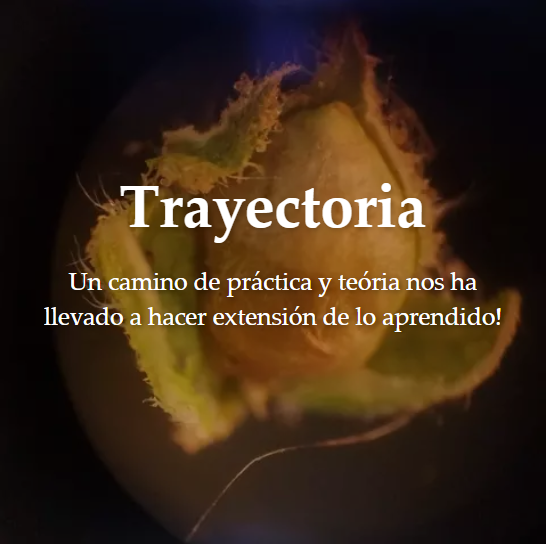 Trayectoria
Un camino de práctica y teória nos ha
llevado a hacer extensión de lo aprendido!